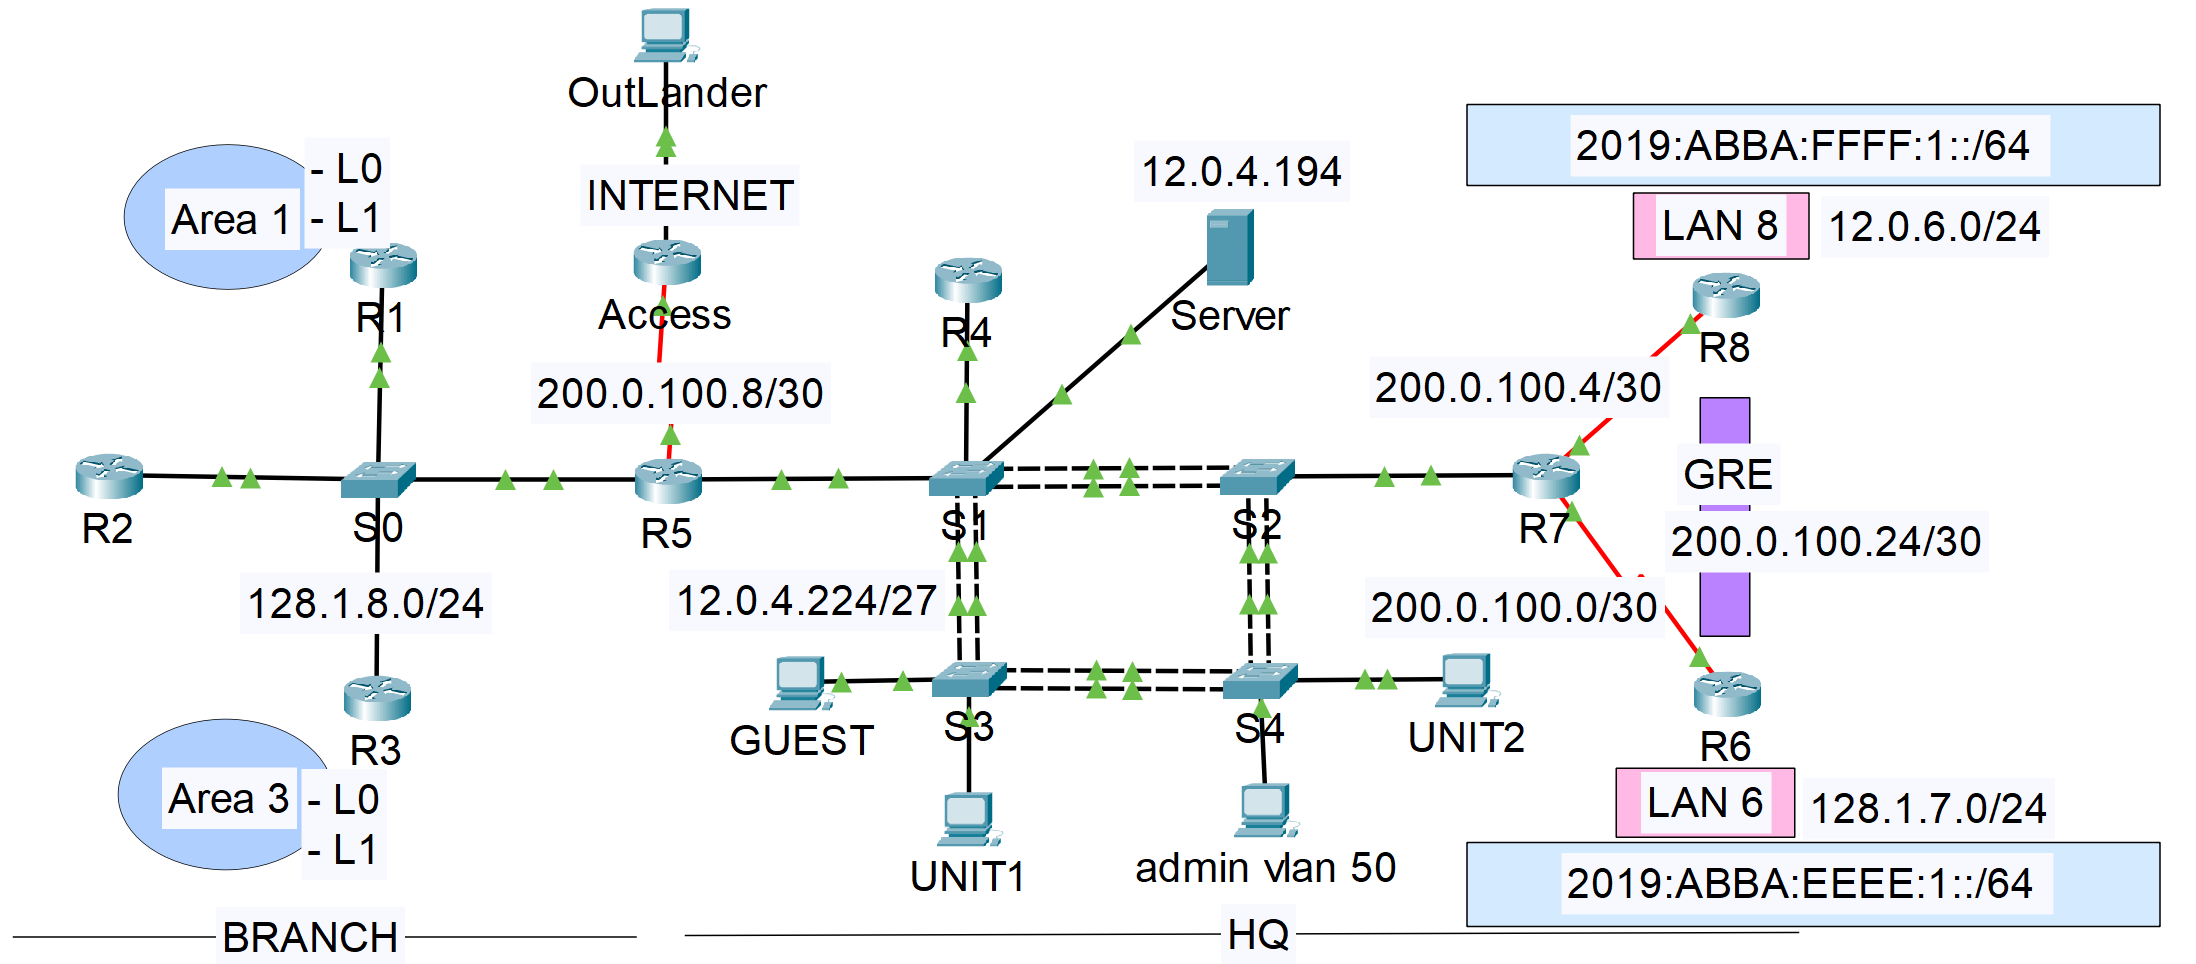 OutLander
INTERNET
Access
200.0.100.8/30
- L0
- L1
Area 1
R1
R2
S0
128.1.8.0/24
R3
Area 3
- L0
- L1
BRANCH
R5
R4
12.0.4.194
Server
S1
S2
12.0.4.224/27
GUEST
S3
UNIT1
S4
admin vlan 50
UNIT2
HQ
2019:ABBA:FFFF:1::/64
LAN 8
12.0.6.0/24
R8
200.0.100.4/30
GRE
R7
200.0.100.24/30
200.0.100.0/30
R6
LAN 6
128.1.7.0/24
2019:ABBA:EEEE:1::/64